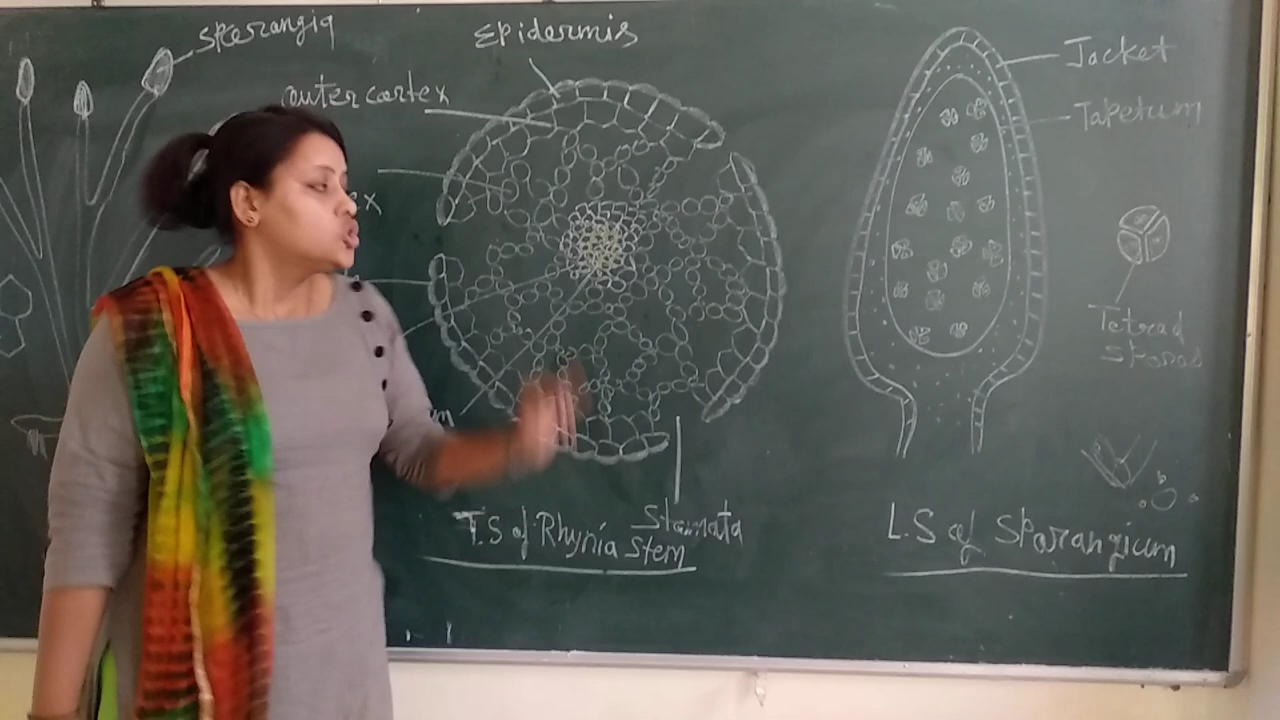 Sporangia
Epidermis
outer cortex
Jacket
Tapetum
Tetrad
Spores
Stomata
T.S of Rhynia Stem
L.S of Sporangium